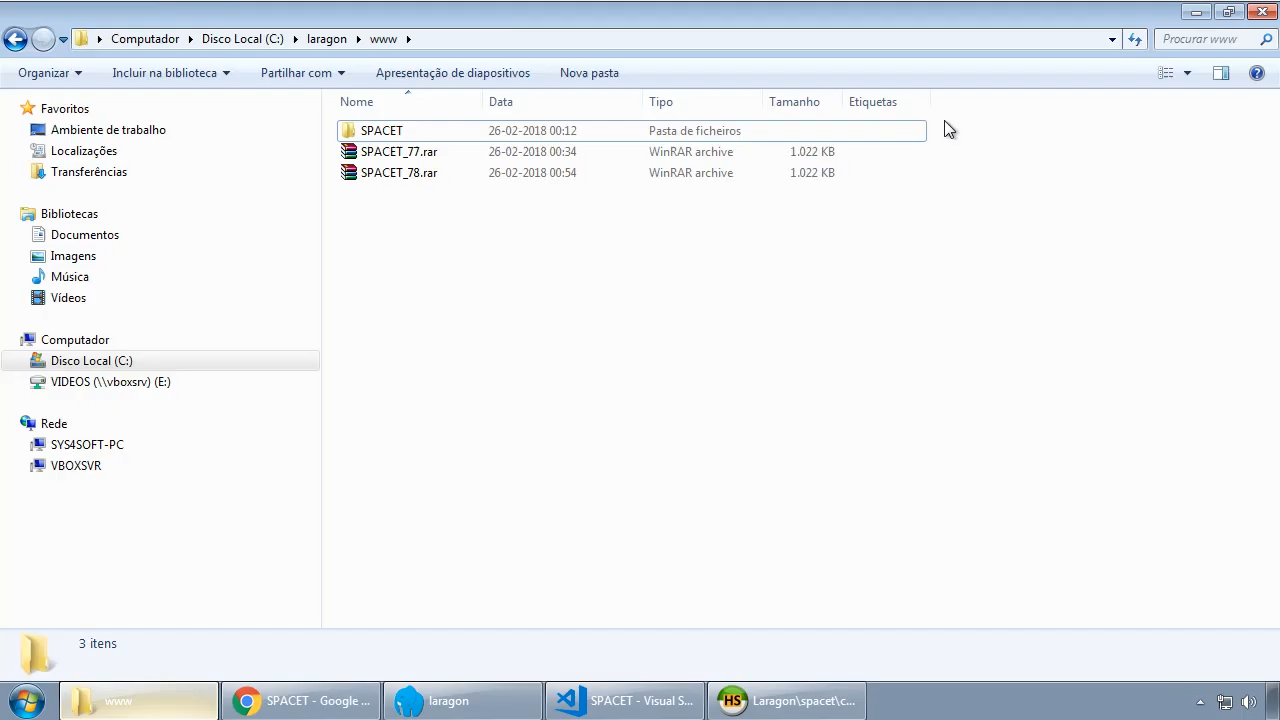 Computador Disco Local (C:) laragon www Procurar www
Organizar Incluir na biblioteca Partilhar com Apresentação de diapositivos Nova pasta
Favoritos
Ambiente de trabalho
Localizações
Transferências
Bibliotecas
Documentos
Imagens
Música
Vídeos
Computador
Disco Local (C:)
VIDEOS (\\vboxsrv) (E:)
Rede
SYS4SOFT-PC
VBOXSVR
Nome Data Tipo Tamanho Etiquetas
SPACET 26-02-2018 00:12 Pasta de ficheiros
SPACET_77.rar 26-02-2018 00:34 WinRAR archive 1.022 KB
SPACET_78.rar 26-02-2018 00:54 WinRAR archive 1.022 KB
3 itens
www SPACET - Google ... laragon SPACET - Visual S... HS Laragon\spacet\c...